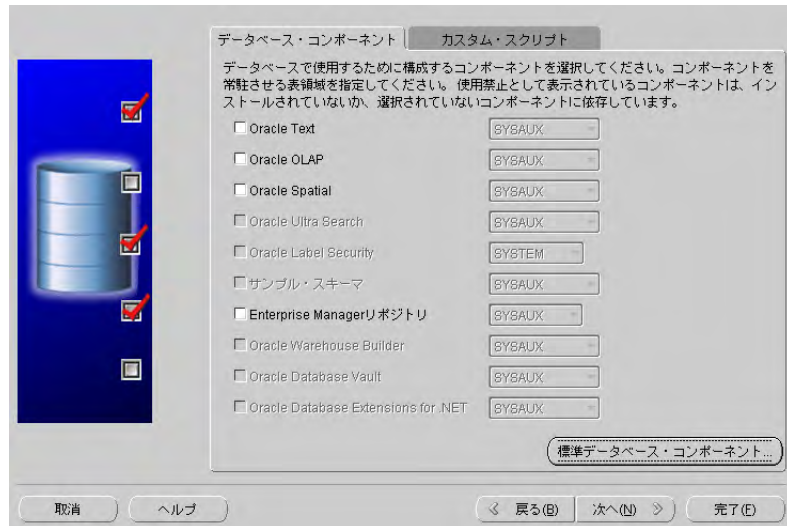 データベース・コンポーネント
カスタム・スクリプト
データベースで使用するために構成するコンポーネントを選択してください。コンポーネントを
常駐させる表領域を指定してください。 使用禁止として表示されているコンポーネントは、イン
ストールされていないか、選択されていないコンポーネントに依存しています。
Oracle Text SYSAUX
Oracle OLAP SYSAUX
Oracle Spatial SYSAUX
Oracle Ultra Search SYSAUX
Oracle Label Security SYSTEM
サンプル・スキーマ SYSAUX
Enterprise Managerリポジトリ SYSAUX
Oracle Warehouse Builder SYSAUX
Oracle Database Vault SYSAUX
Oracle Database Extensions for .NET SYSAUX
標準データベース・コンポーネント...
取消 ヘルプ 戻る(B) 次へ(N) 完了(F)